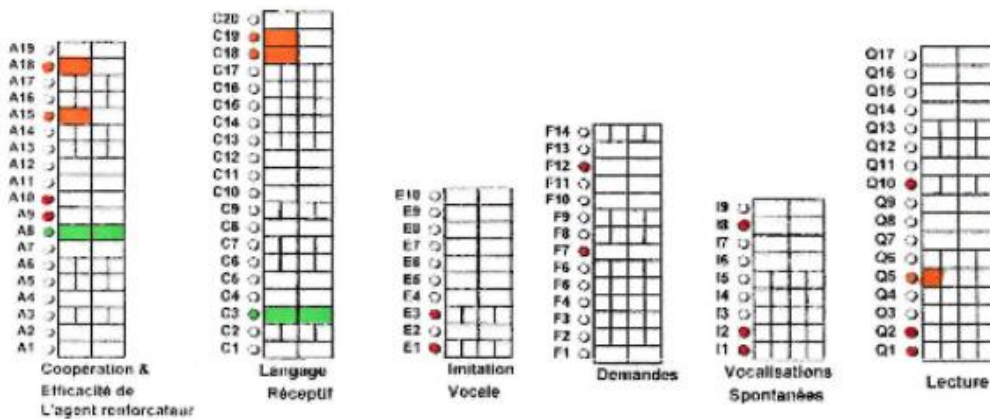 A19
A18
A17
A16
A15
A14
A13
A12
A11
A10
A9
A8
A7
A6
A5
A4
A3
A2
A1
Cooperation &
Efficacité de
L'agent renforcateur
C20
C19
C18
C17
C16
C15
C14
C13
C12
C11
C10
C9
C8
C7
C6
C5
C4
C3
C2
C1
Langage
Réceptif
E10
E9
E8
E7
E6
E5
E4
E3
E2
E1
Imitation
Vocale
F14
F13
F12
F11
F10
F9
F8
F7
F6
F5
F4
F3
F2
F1
Demandes
I9
I8
I7
I6
I5
I4
I3
I2
I1
Vocalisations
Spontanées
Q17
Q16
Q15
Q14
Q13
Q12
Q11
Q10
Q9
Q8
Q7
Q6
Q5
Q4
Q3
Q2
Q1
Lecture